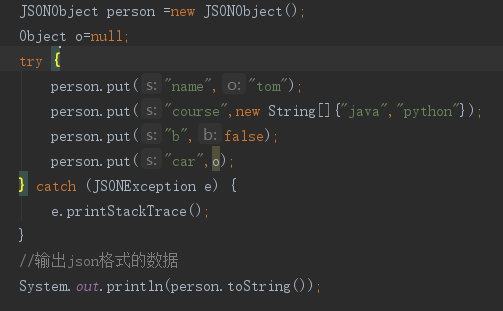 JSONObject person =new JSONObject();
Object o=null;
try {
person.put( s: "name", o: "tom");
person.put( s: "course",new String[]{"java","python"});
person.put( s: "b", b: false);
person.put( s: "car",o);
} catch (JSONException e) {
e.printStackTrace();
}
//输出json格式的数据
System.out.println(person.toString());